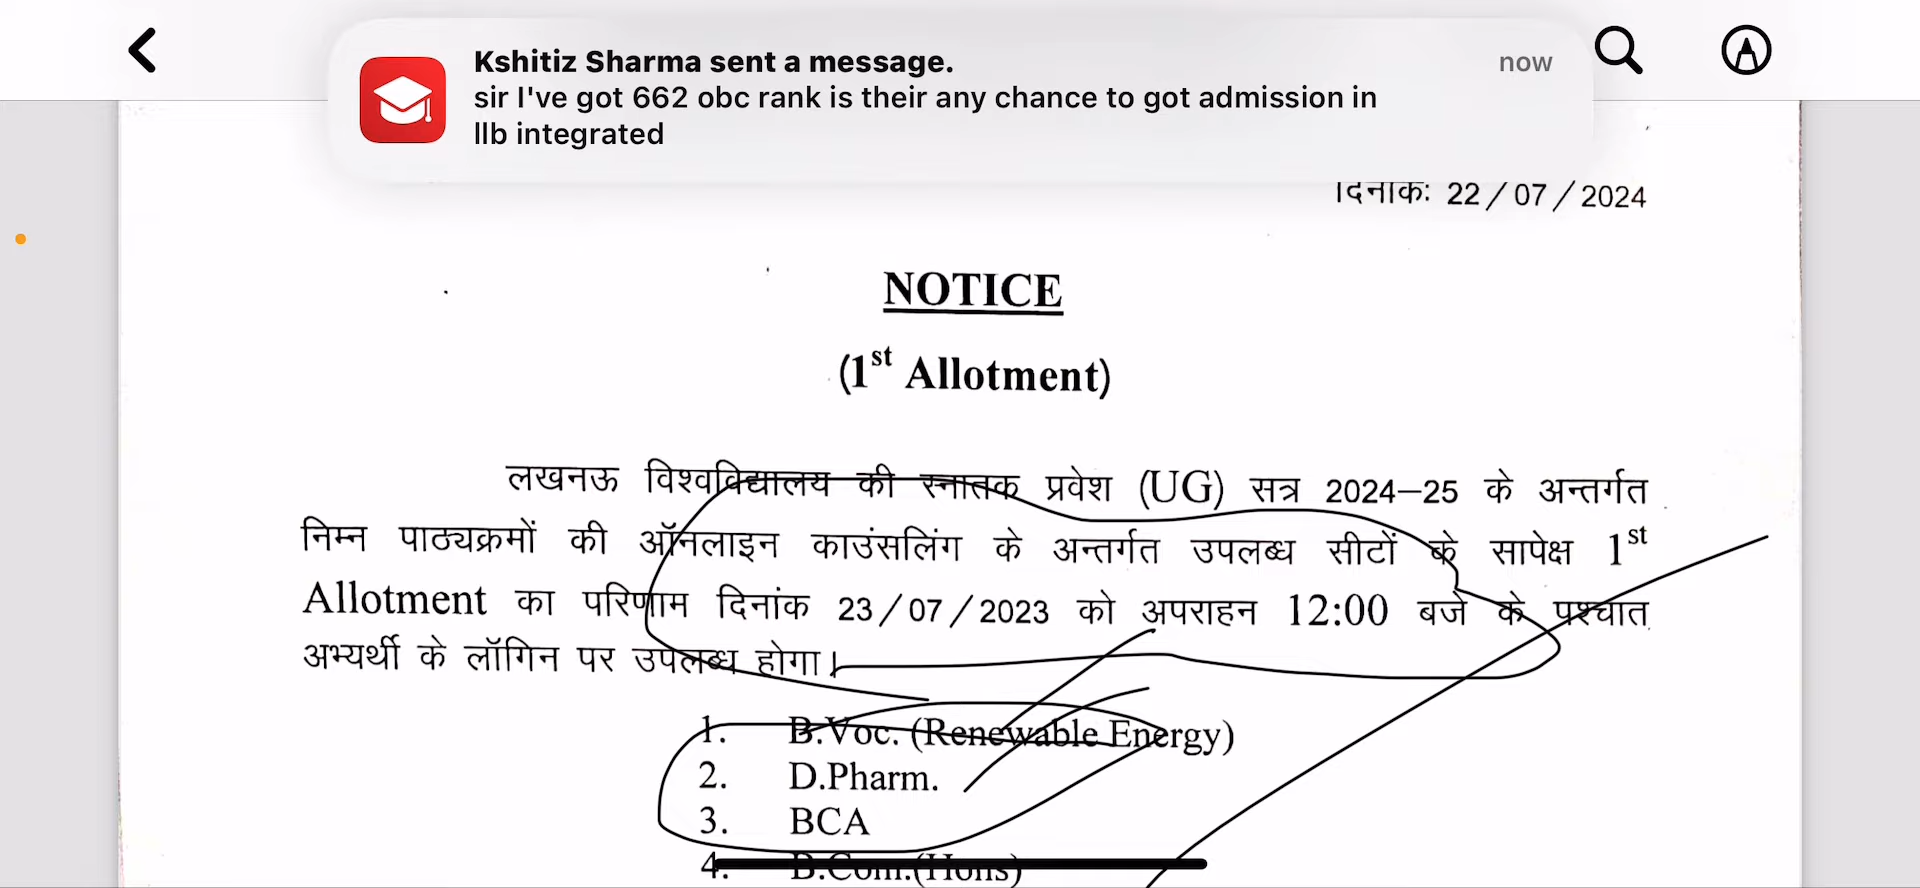 Kshitiz Sharma sent a message.
now
sir I've got 662 obc rank is their any chance to got admission in
llb integrated
दिनांक: 22/07/2024
NOTICE
(1st Allotment)
लखनऊ विश्वविद्यालय की स्नातक प्रवेश (UG) सत्र 2024-25 के अन्तर्गत
निम्न पाठ्यक्रमों की ऑनलाइन काउंसलिंग के अन्तर्गत उपलब्ध सीटों के सापेक्ष 1st
Allotment का परिणाम दिनांक 23/07/2023 को अपराहन 12:00 बजे के पश्चात
अभ्यर्थी के लॉगिन पर उपलब्ध होगा।
1. B.Voc. (Renewable Energy)
2. D.Pharm.
3. BCA
4. B.Com.(Hons)